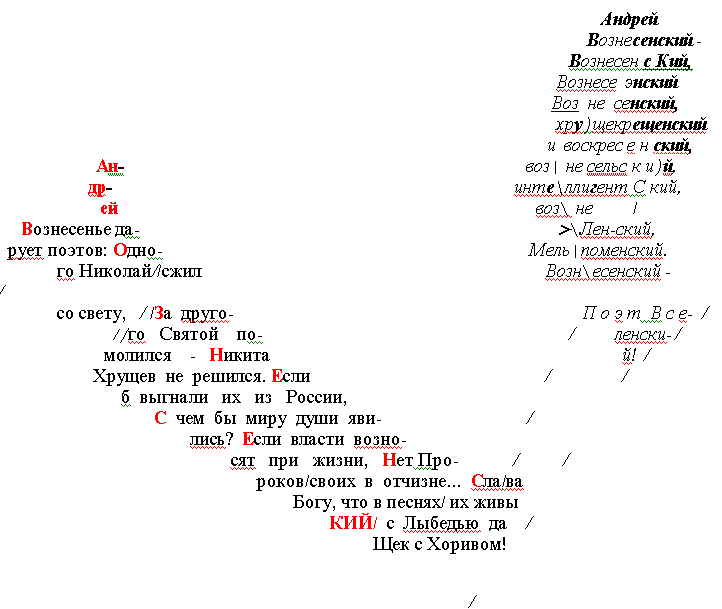 Андрей
Вознесенский -
Вознесен с Кий,
Вознесе энский
Воз не сенский,
хру)щекрещенский
и воскресе н ский,
Ан-
воз | не сельс к и)й,
др-
инте\ллигент С кий,
ей
воз\ не /
Вознесенье да-
>\Лен-ский,
рует поэтов: Одно-
Мель|поменский.
го Николай//сжил
Возн\есенский -
/
со свету, //За друго-
П о э т В с е- /
//го Святой по-
/ ленски-/
молился - Никита
й! /
Хрущев не решился. Если
/ /
б выгнали их из России,
С чем бы миру души яви- /
лись? Если власти возно-
сят при жизни, Нет Про- / /
роков/своих в отчизне... Сла/ва
Богу, что в песнях/ их живы
КИЙ/ с Лыбедью да /
Щек с Хоривом!
/